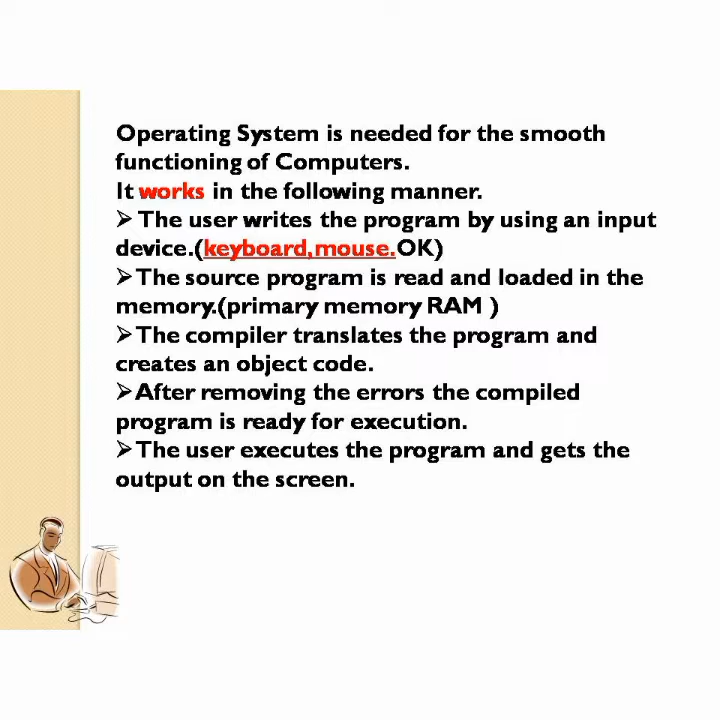 Operating System is needed for the smooth
functioning of Computers.
It works in the following manner.
➢ The user writes the program by using an input
device.(keyboard,mouse.OK)
➢The source program is read and loaded in the
memory.(primary memory RAM )
➢The compiler translates the program and
creates an object code.
➢After removing the errors the compiled
program is ready for execution.
➢The user executes the program and gets the
output on the screen.